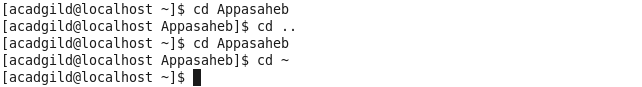 [acadgild@localhost ~]$ cd Appasaheb
[acadgild@localhost Appasaheb]$ cd ..
[acadgild@localhost ~]$ cd Appasaheb
[acadgild@localhost Appasaheb]$ cd ~
[acadgild@localhost ~]$